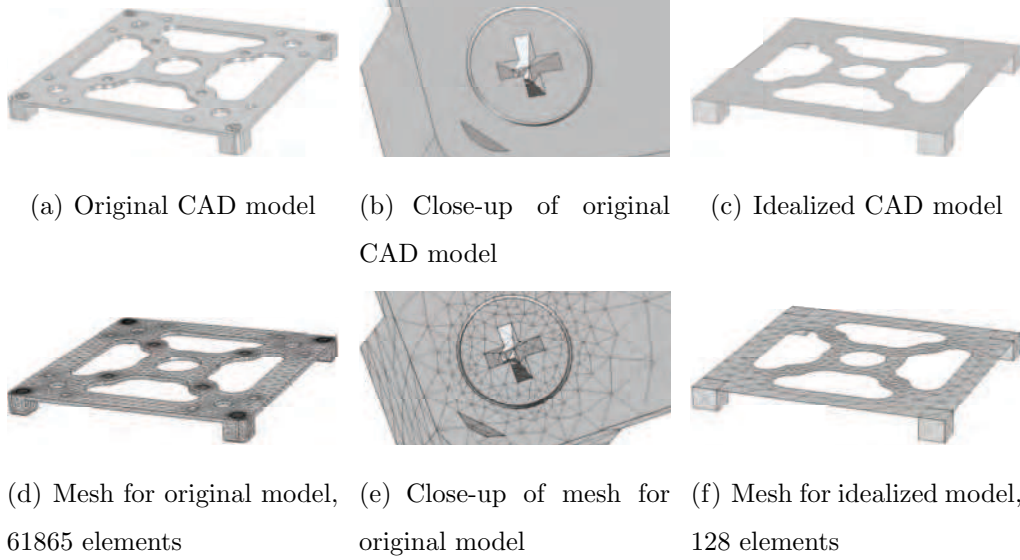 (a) Original CAD model
(b) Close-up of original
CAD model
(c) Idealized CAD model
(d) Mesh for original model,
61865 elements
(e) Close-up of mesh for
original model
(f) Mesh for idealized model,
128 elements